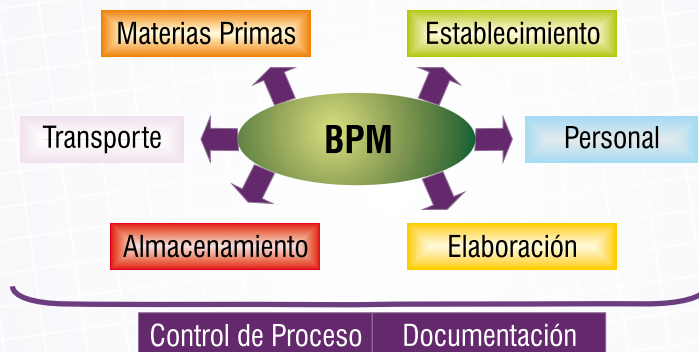 Materias Primas
Establecimiento
Transporte
BPM
Personal
Almacenamiento
Elaboración
Control de Proceso
Documentación